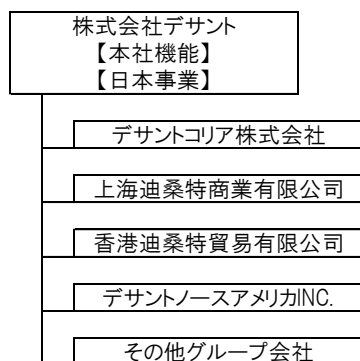 株式会社デサント
【本社機能】
【日本事業】
デサントコリア株式会社
上海迪桑特商業有限公司
香港迪桑特貿易有限公司
デサントノースアメリカINC.
その他グループ会社